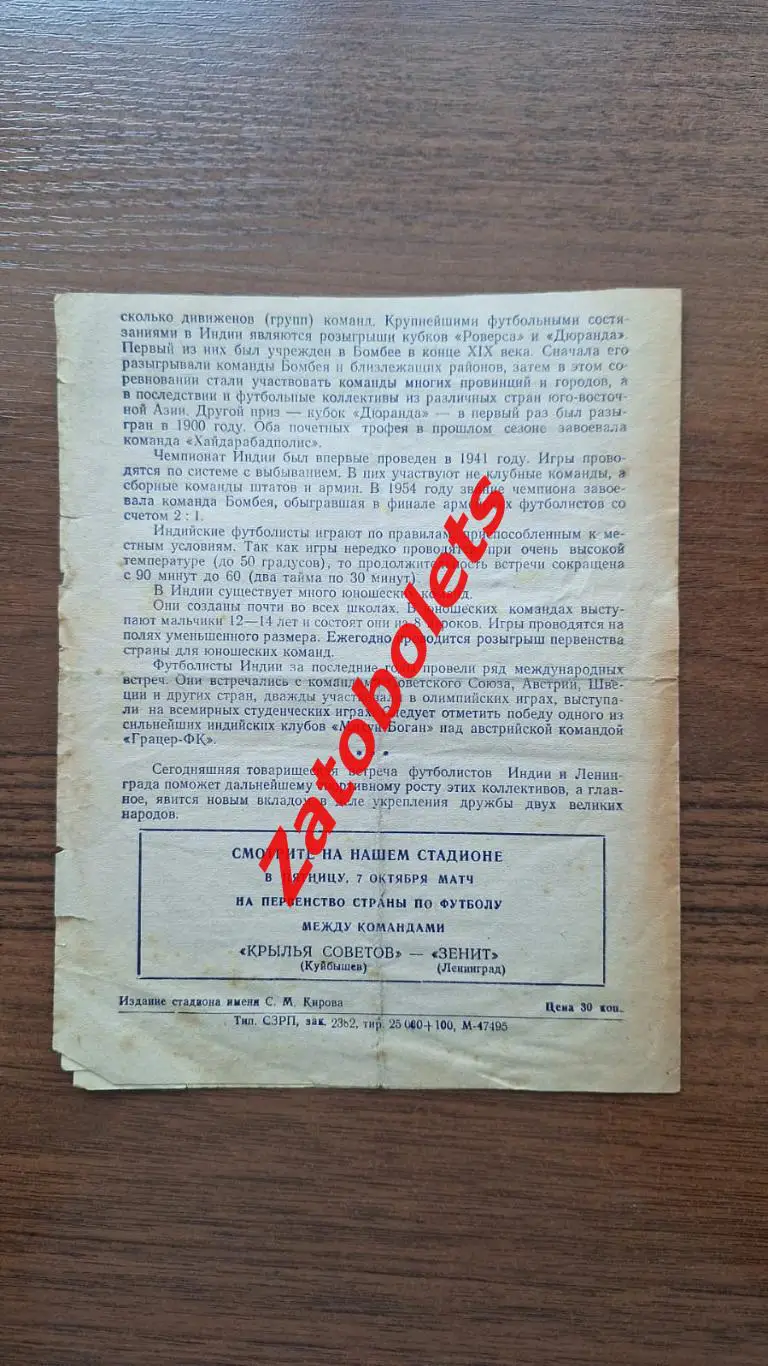 сколько дивиженов (групп) команд. Крупнейшими футбольными состя-
заниями в Индии являются розыгрыши кубков «Роверса» и «Дюранда».
Первый из них был учрежден в Бомбее в конце XIX века. Сначала его
разыгрывали команды Бомбея и близлежащих районов, затем в этом со-
ревновании стали участвовать команды многих провинций и городов, а
в последствии и футбольные коллективы из различных стран юго-восточ-
ной Азии. Другой приз — кубок «Дюранда» — в первый раз был разы-
гран в 1900 году. Оба почетных трофея в прошлом сезоне завоевала
команда «Хайдарабадполис».
Чемпионат Индии был впервые проведен в 1941 году. Игры прово-
дятся по системе с выбыванием. В них участвуют не клубные команды, а
сборные команды штатов и армии. В 1954 году звание чемпиона завое-
вала команда Бомбея, обыгравшая в финале футболистов со
счетом 2 : 1.
Индийские футболисты играют по правилам, приспособленным к ме-
стным условиям. Так как игры нередко проводятся при очень высокой
температуре (до 50 градусов), то продолжительность встречи сокращена
с 90 минут до 60 (два тайма по 30 минут).
В Индии существует много юношеских команд.
Они созданы почти во всех школах. В юношеских командах высту-
пают мальчики 12—14 лет и состоят они из 8 игроков. Игры проводятся на
полях уменьшенного размера. Ежегодно проводится розыгрыш первенства
страны для юношеских команд.
Футболисты Индии за последние годы провели ряд международных
встреч. Они встречались с командами Советского Союза, Австрии, Шве-
ции и других стран, дважды участвовали в олимпийских играх, выступа-
ли на всемирных студенческих играх. Следует отметить победу одного из
сильнейших индийских клубов Боган» над австрийской командой
«Грацер-ФК».
Сегодняшняя товарищеская встреча футболистов Индии и Ленин-
града поможет дальнейшему спортивному росту этих коллективов, а глав-
ное, явится новым вкладом в деле укрепления дружбы двух великих
народов.
СМОТРИТЕ НА НАШЕМ СТАДИОНЕ
В ПЯТНИЦУ, 7 ОКТЯБРЯ МАТЧ
НА ПЕРВЕНСТВО СТРАНЫ ПО ФУТБОЛУ
МЕЖДУ КОМАНДАМИ
«КРЫЛЬЯ СОВЕТОВ» — «ЗЕНИТ»
(Куйбышев) (Ленинград)
Издание стадиона имени С. М. Кирова Цена 30 коп.
Тип. СЗРП, зак. 2362, тир. 25 000+100, М-47495
Zatobolets